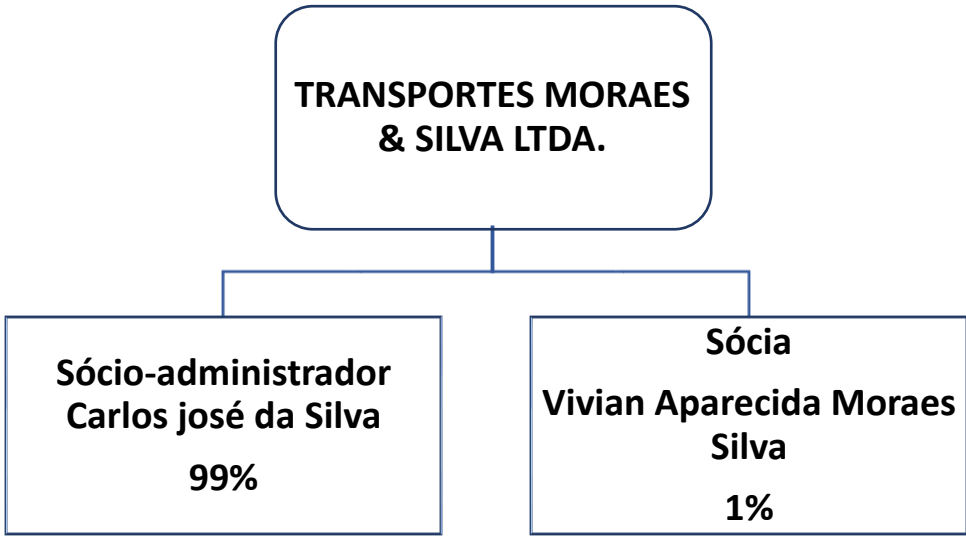 TRANSPORTES MORAES
& SILVA LTDA.
Sócio-administrador
Carlos josé da Silva
99%
Sócia
Vivian Aparecida Moraes
Silva
1%